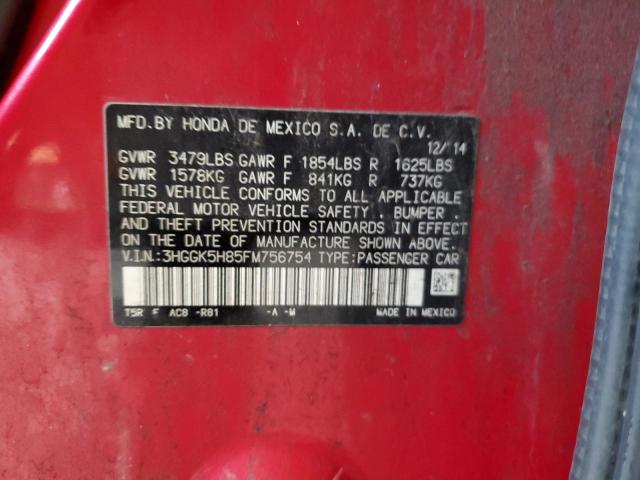 MFD.BY HONDA DE MEXICO S.A. DE C.V.
12/14
GVWR 3479LBS GAWR F 1854LBS R 1625LBS
GVWR 1578KG GAWR F 841KG R 737KG
THIS VEHICLE CONFORMS TO ALL APPLICABLE
FEDERAL MOTOR VEHICLE SAFETY , BUMPER ,
AND THEFT PREVENTION STANDARDS IN EFFECT
ON THE DATE OF MANUFACTURE SHOWN ABOVE.
V.I.N.:3HGGK5H85FM756754 TYPE:PASSENGER CAR
T5R F AC8 -R81 -A -M MADE IN MEXICO